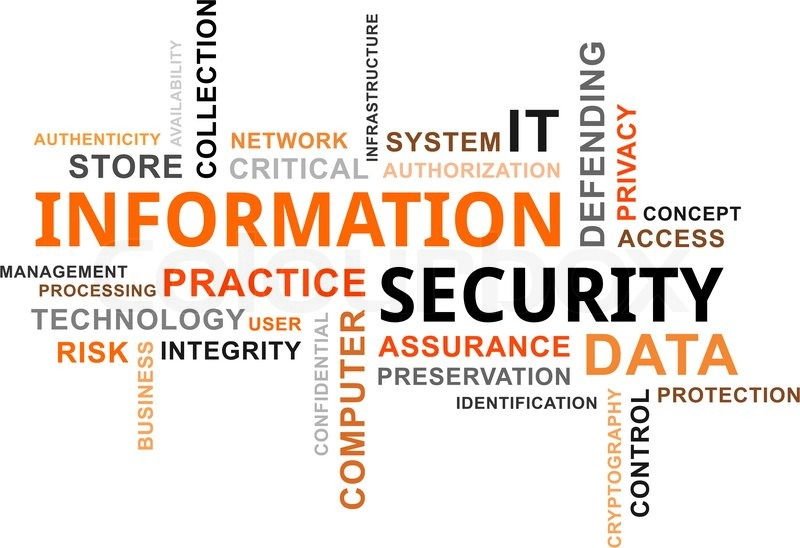 AVAILABILITY
COLLECTION
INFRASTRUCTURE
DEFENDING
AUTHENTICITY
NETWORK
SYSTEM
IT
PRIVACY
STORE
CRITICAL
AUTHORIZATION
INFORMATION
CONCEPT
ACCESS
MANAGEMENT
PROCESSING
PRACTICE
SECURITY
TECHNOLOGY
USER
CONFIDENTIAL
COMPUTER
RISK
BUSINESS
INTEGRITY
ASSURANCE
DATA
PRESERVATION
IDENTIFICATION
CRYPTOGRAPHY
CONTROL
PROTECTION